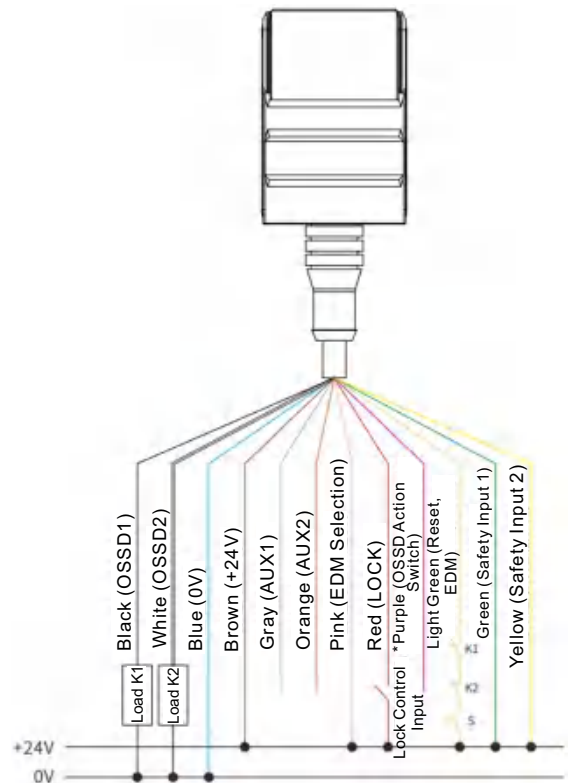 Black (OSSD1)
White (OSSD2)
Blue (0V)
Brown (+24V)
Gray (AUX1)
Orange (AUX2)
Pink (EDM Selection)
Red (LOCK)
*Purple (OSSD Action
Switch)
Light Green (Reset,
EDM)
Green (Safety Input 1)
Yellow (Safety Input 2)
Load K1
Load K2
Lock Control
Input
K1
K2
S
+24V
0V